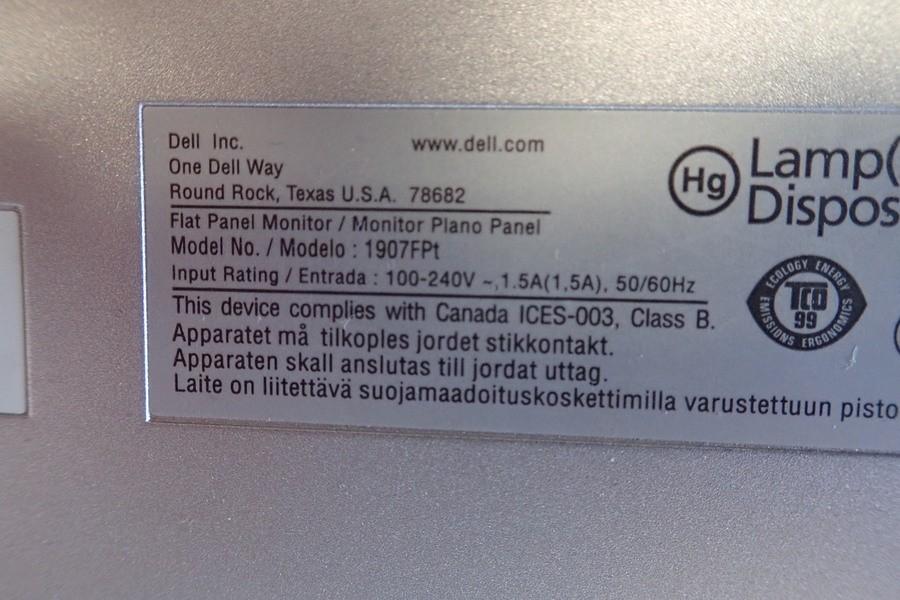 Dell Inc. www.dell.com
One Dell Way
Round Rock, Texas U.S.A. 78682
Flat Panel Monitor / Monitor Plano Panel
Model No. / Modelo : 1907FPt
Input Rating / Entrada : 100-240V ~,1.5A(1,5A), 50/60Hz
This device complies with Canada ICES-003, Class B.
Apparatet må tilkoples jordet stikkontakt.
Apparaten skall anslutas till jordat uttag.
Laite on liitettävä suojamaadoituskoskettimilla varustettuun pisto
Hg
Lamp(
Dispos
ECOLOGY ENERGY
TCO
99
EMISSIONS ERGONOMICS